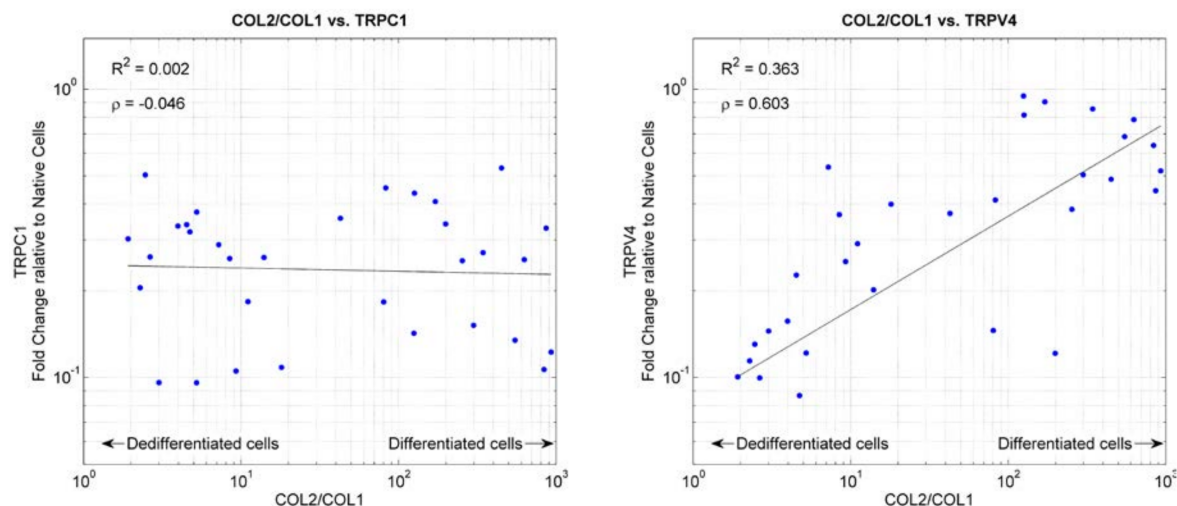 COL2/COL1 vs. TRPC1
R² = 0.002
ρ = -0.046
TRPC1
Fold Change ralative to Native Cells
10⁰
10⁻¹
Dedifferentiated cells
Differentiated cells
10⁰
10¹
10²
10³
COL2/COL1
COL2/COL1 vs. TRPV4
R² = 0.363
ρ = 0.603
TRPV4
Fold Change ralative to Native Cells
10⁰
10⁻¹
Dedifferentiated cells
Differentiated cells
10⁰
10¹
10²
10³
COL2/COL1